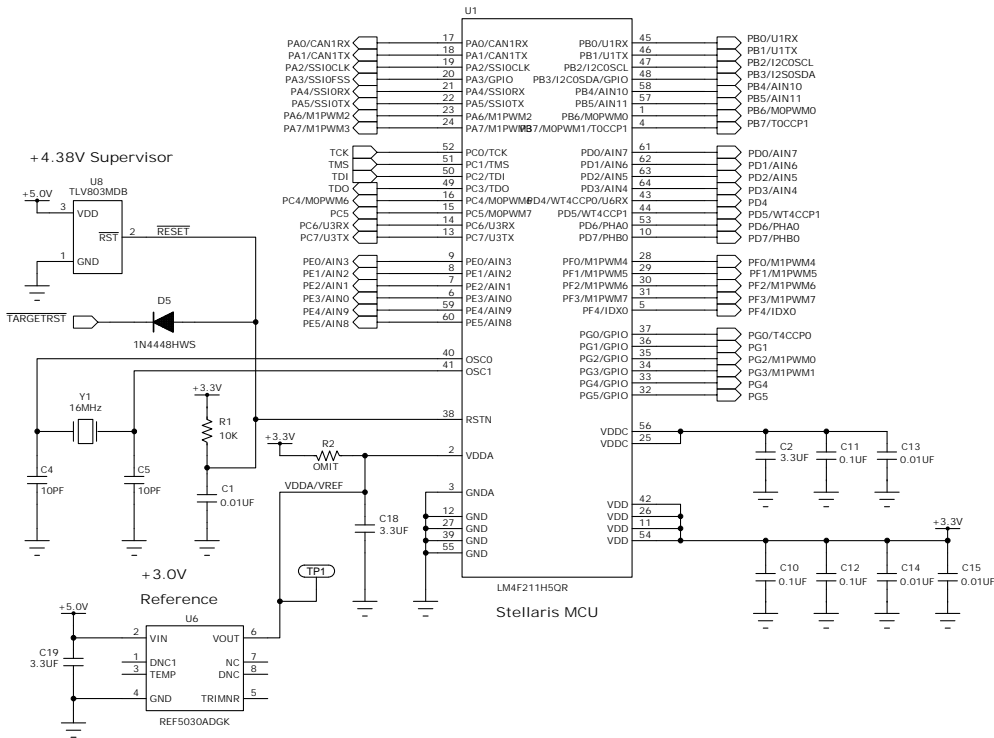 U1
PA0/CAN1RX 17 PA0/CAN1RX PB0/U1RX 45 PB0/U1RX
PA1/CAN1TX 18 PA1/CAN1TX PB1/U1TX 46 PB1/U1TX
PA2/SSI0CLK 19 PA2/SSI0CLK PB2/I2C0SCL 47 PB2/I2C0SCL
PA3/SSI0FSS 20 PA3/GPIO PB3/I2C0SDA/GPIO 48 PB3/I2S0SDA
PA4/SSI0RX 21 PA4/SSI0RX PB4/AIN10 58 PB4/AIN10
PA5/SSI0TX 22 PA5/SSI0TX PB5/AIN11 57 PB5/AIN11
PA6/M1PWM2 23 PA6/M1PWM2 PB6/M0PWM0 1 PB6/M0PWM0
PA7/M1PWM3 24 PA7/M1PWM3 PB7/M0PWM1/T0CCP1 4 PB7/T0CCP1
TCK 52 PC0/TCK PD0/AIN7 61 PD0/AIN7
TMS 51 PC1/TMS PD1/AIN6 62 PD1/AIN6
TDI 50 PC2/TDI PD2/AIN5 63 PD2/AIN5
TDO 49 PC3/TDO PD3/AIN4 64 PD3/AIN4
PC4/M0PWM6 16 PC4/M0PWM6 PD4/WT4CCP0/U6RX 43 PD4
PC5 15 PC5/M0PWM7 PD5/WT4CCP1 44 PD5/WT4CCP1
PC6/U3RX 14 PC6/U3RX PD6/PHA0 53 PD6/PHA0
PC7/U3TX 13 PC7/U3TX PD7/PHB0 10 PD7/PHB0
PE0/AIN3 9 PE0/AIN3 PF0/M1PWM4 28 PF0/M1PWM4
PE1/AIN2 8 PE1/AIN2 PF1/M1PWM5 29 PF1/M1PWM5
PE2/AIN1 7 PE2/AIN1 PF2/M1PWM6 30 PF2/M1PWM6
PE3/AIN0 6 PE3/AIN0 PF3/M1PWM7 31 PF3/M1PWM7
PE4/AIN9 59 PE4/AIN9 PF4/IDX0 5 PF4/IDX0
PE5/AIN8 60 PE5/AIN8
PG0/GPIO 37 PG0/T4CCP0
PG1/GPIO 36 PG1
PG2/GPIO 35 PG2/M1PWM0
PG3/GPIO 34 PG3/M1PWM1
PG4/GPIO 33 PG4
PG5/GPIO 32 PG5
40 OSC0
41 OSC1
38 RSTN
2 VDDA
3 GNDA
12 GND
27 GND
39 GND
55 GND
VDDC 56
VDDC 25
VDD 42
VDD 26
VDD 11
VDD 54
LM4F211H5QR
Stellaris MCU
+4.38V Supervisor
U8
TLV803MDB
+5.0V
3 VDD
RST 2 RESET
1 GND
TARGETRST
D5
1N4448HWS
Y1
16MHz
C4
10PF
C5
10PF
+3.3V
R1
10K
C1
0.01UF
+3.3V
R2
OMIT
VDDA/VREF
C18
3.3UF
TP1
C2
3.3UF
C11
0.1UF
C13
0.01UF
+3.3V
C10
0.1UF
C12
0.1UF
C14
0.01UF
C15
0.01UF
+3.0V
Reference
+5.0V
U6
C19
3.3UF
2 VIN VOUT 6
1 DNC1 NC 7
3 TEMP DNC 8
4 GND TRIMNR 5
REF5030ADGK